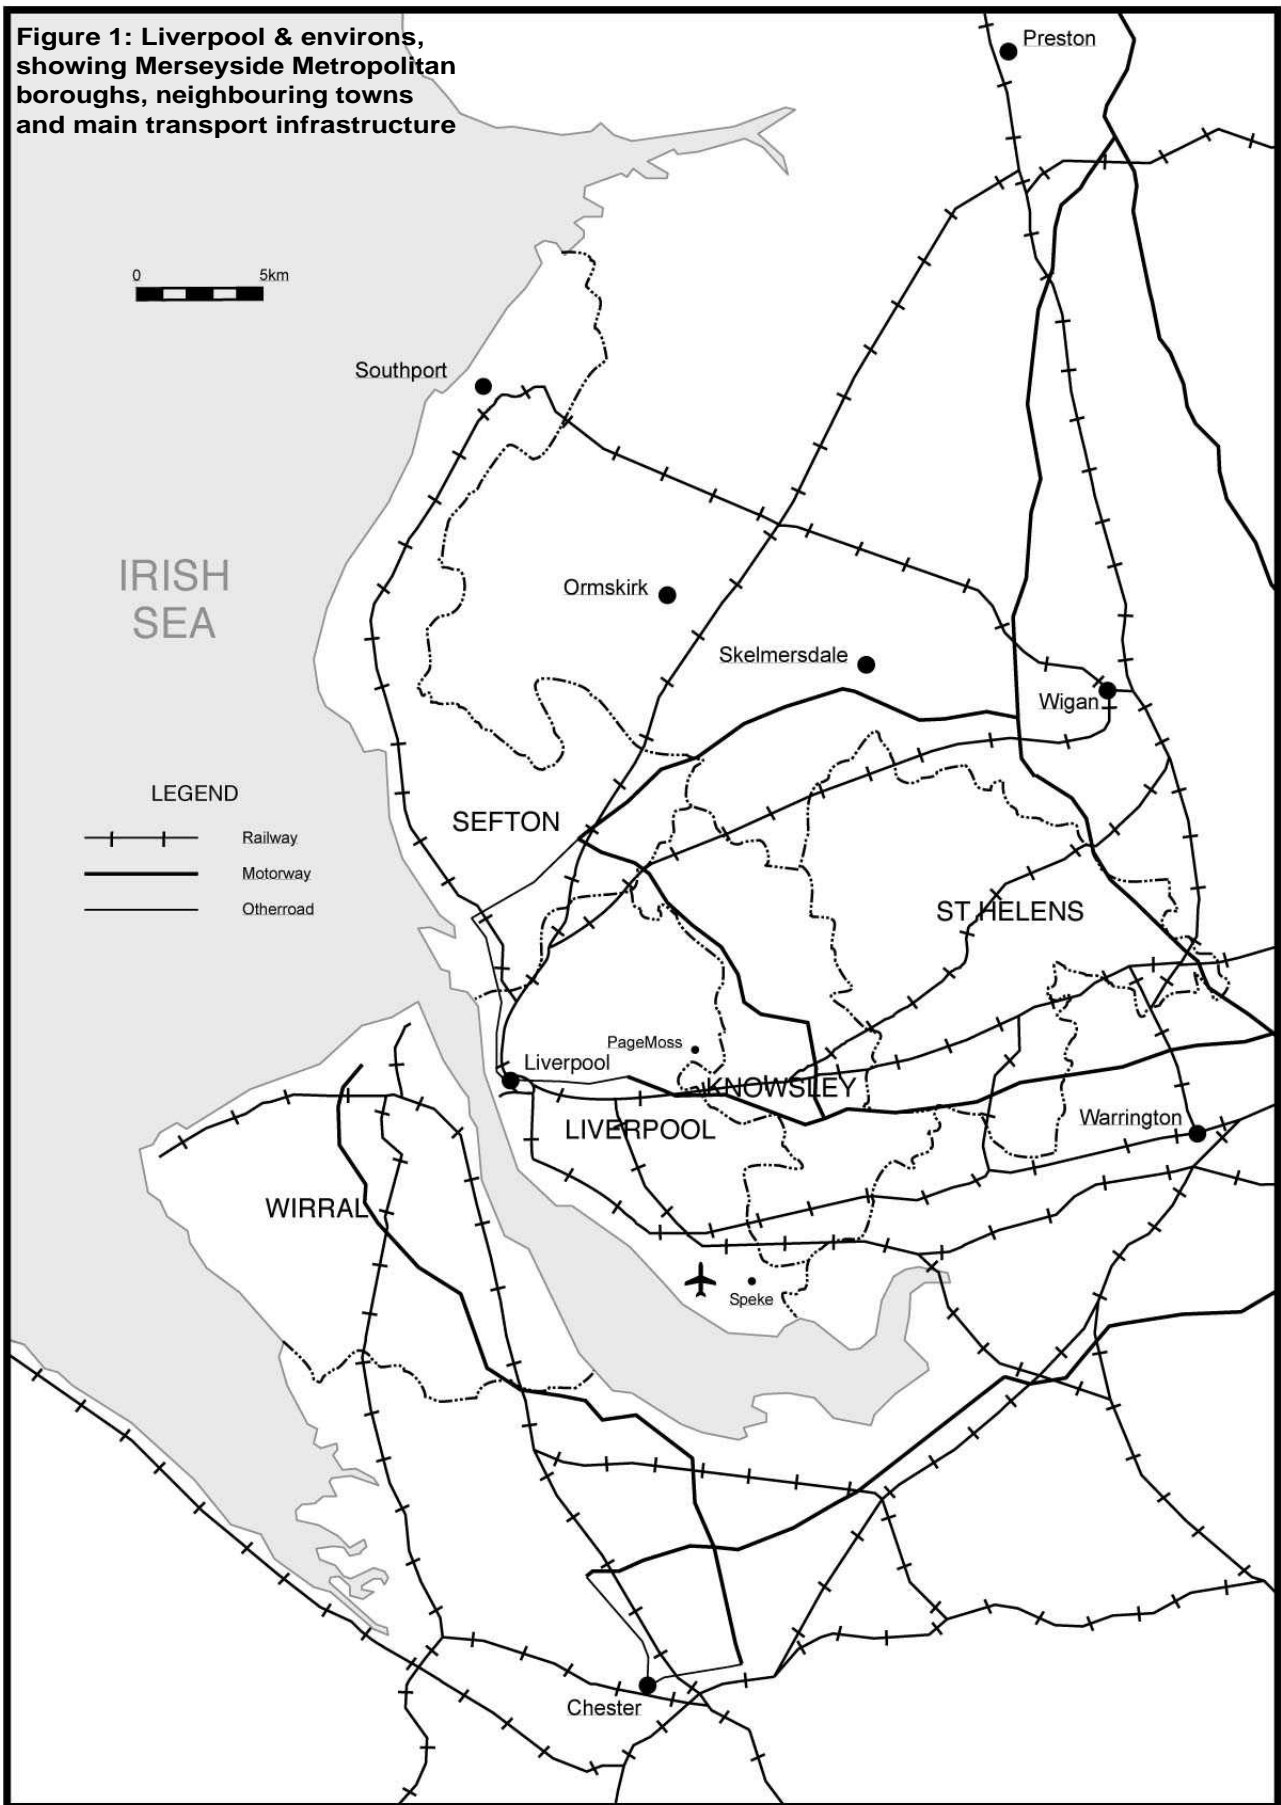 Figure 1: Liverpool & environs,
showing Merseyside Metropolitan
boroughs, neighbouring towns
and main transport infrastructure
Preston
0 5km
Southport
IRISH
SEA
Ormskirk
Skelmersdale
Wigan
LEGEND
Railway
Motorway
Otherroad
SEFTON
ST HELENS
PageMoss
Liverpool
KNOWSLEY
Warrington
LIVERPOOL
WIRRAL
Speke
Chester